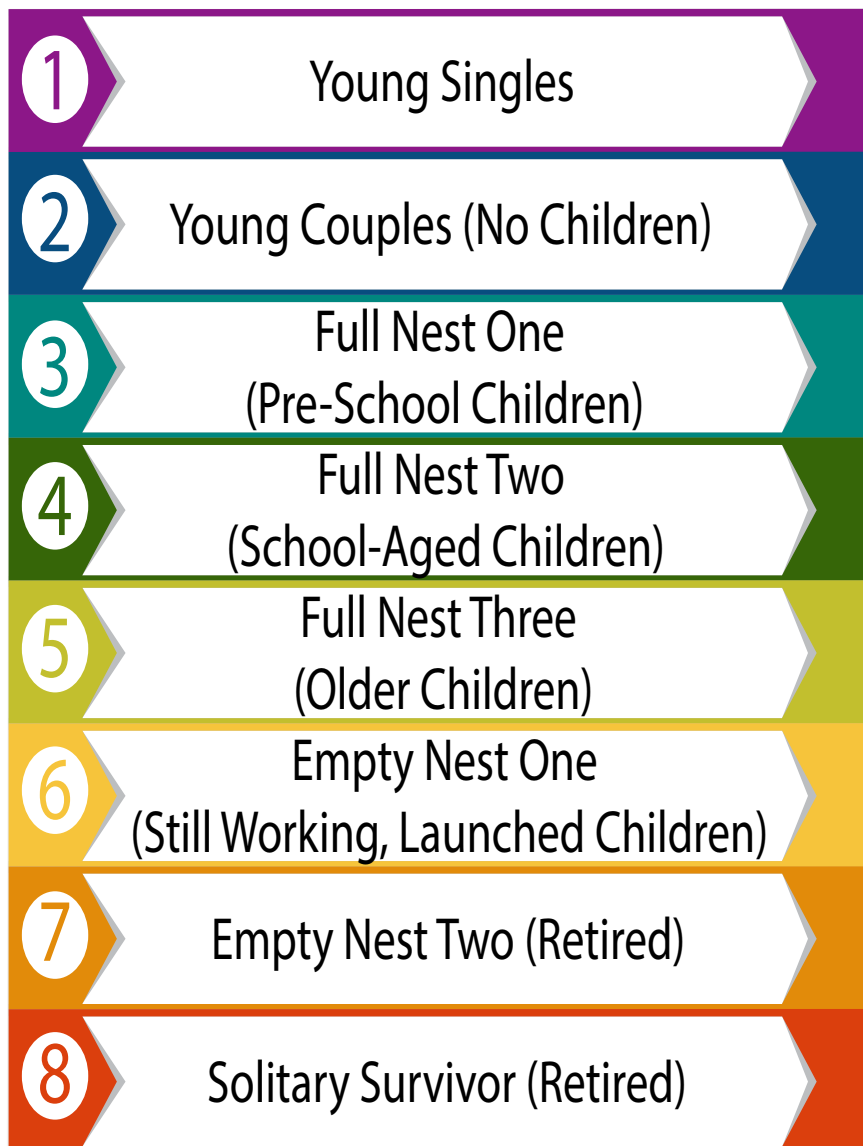 1
Young Singles
2
Young Couples (No Children)
3
Full Nest One
(Pre-School Children)
4
Full Nest Two
(School-Aged Children)
5
Full Nest Three
(Older Children)
6
Empty Nest One
(Still Working, Launched Children)
7
Empty Nest Two (Retired)
8
Solitary Survivor (Retired)